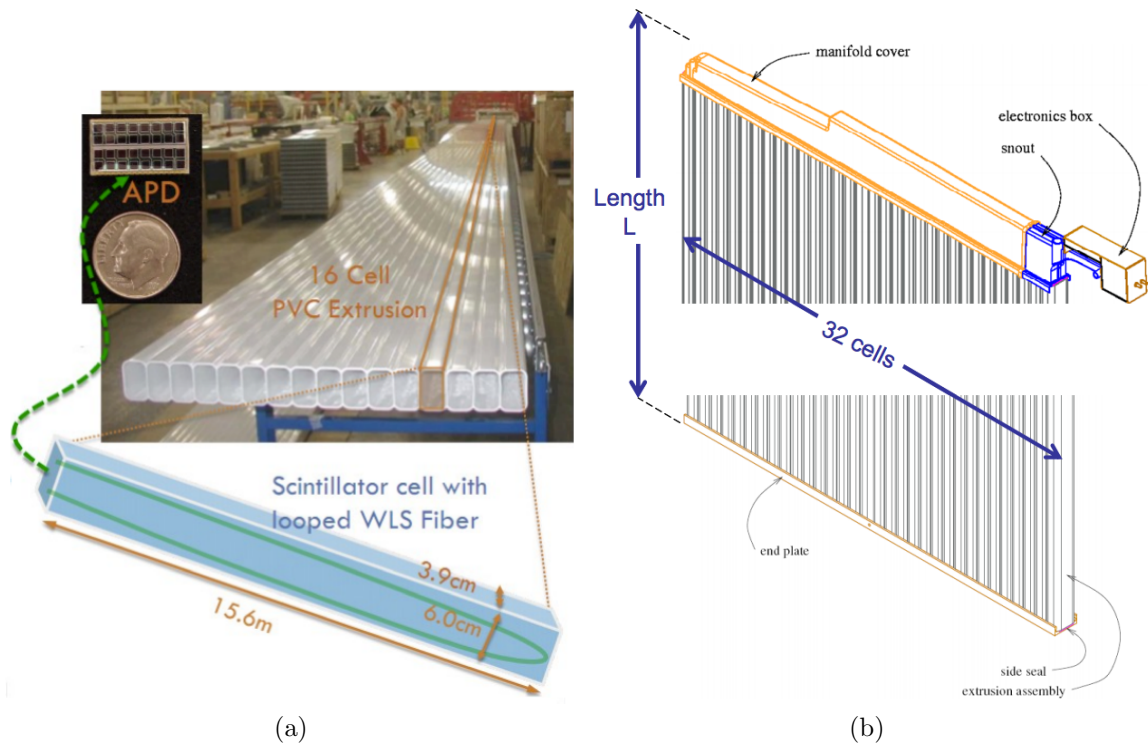 APD
16 Cell
PVC Extrusion
Scintillator cell with
looped WLS Fiber
3.9cm
6.0cm
15.6m
(a)
manifold cover
electronics box
snout
Length
L
32 cells
end plate
side seal
extrusion assembly
(b)